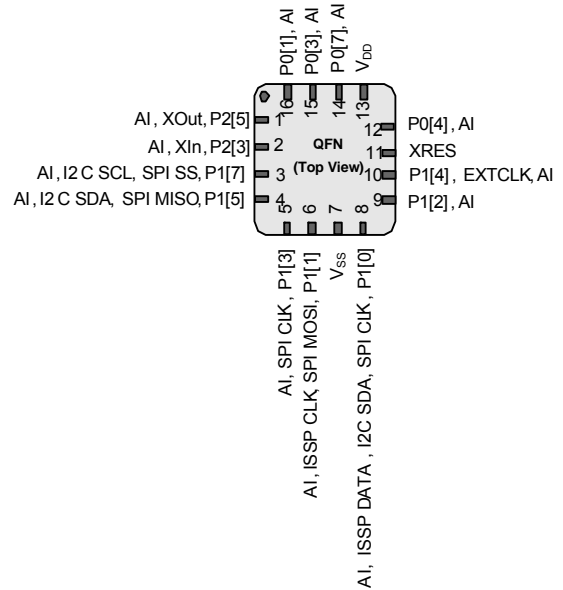 P0[1], AI
P0[3], AI
P0[7], AI
VDD
16
15
14
13
AI, XOut, P2[5]
1
AI, XIn, P2[3]
2
AI, I2 C SCL, SPI SS, P1[7]
3
AI, I2 C SDA, SPI MISO, P1[5]
4
QFN
(Top View)
12
P0[4], AI
11
XRES
10
P1[4], EXTCLK, AI
9
P1[2], AI
5
6
7
8
AI, SPI CLK, P1[3]
AI, ISSP CLK, SPI MOSI, P1[1]
VSS
AI, ISSP DATA, I2C SDA, SPI CLK, P1[0]